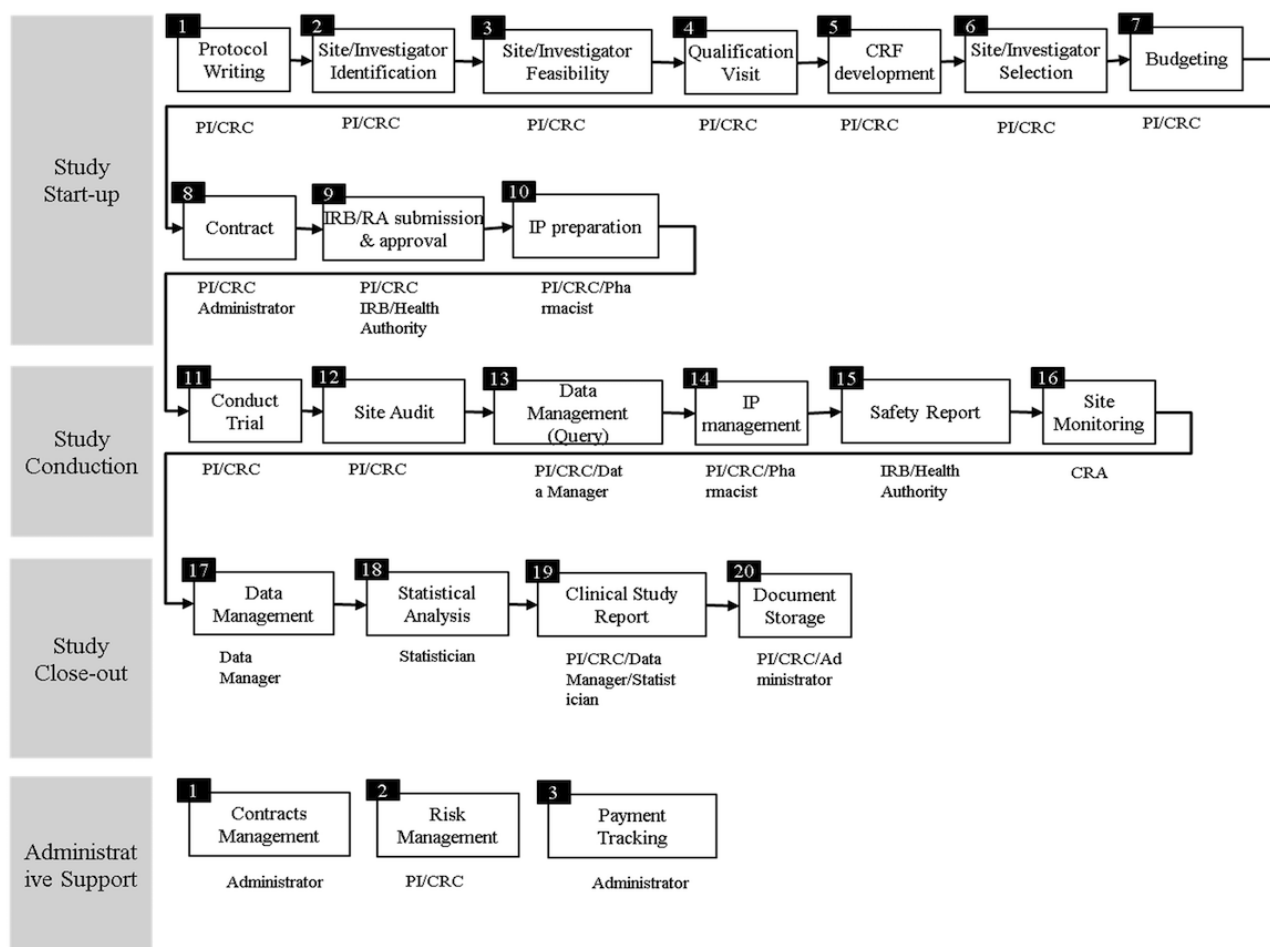 Study
Start-up
1
Protocol
Writing
PI/CRC
2
Site/Investigator
Identification
PI/CRC
3
Site/Investigator
Feasibility
PI/CRC
4
Qualification
Visit
PI/CRC
5
CRF
development
PI/CRC
6
Site/Investigator
Selection
PI/CRC
7
Budgeting
PI/CRC
8
Contract
PI/CRC
Administrator
9
IRB/RA submission
& approval
PI/CRC
IRB/Health
Authority
10
IP preparation
PI/CRC/Pha
rmacist
Study
Conduction
11
Conduct
Trial
PI/CRC
12
Site Audit
PI/CRC
13
Data
Management
(Query)
PI/CRC/Dat
a Manager
14
IP
management
PI/CRC/Pha
rmacist
15
Safety Report
IRB/Health
Authority
16
Site
Monitoring
CRA
Study
Close-out
17
Data
Management
Data
Manager
18
Statistical
Analysis
Statistician
19
Clinical Study
Report
PI/CRC/Data
Manager/Statist
ician
20
Document
Storage
PI/CRC/Ad
ministrator
Administrat
ive Support
1
Contracts
Management
Administrator
2
Risk
Management
PI/CRC
3
Payment
Tracking
Administrator